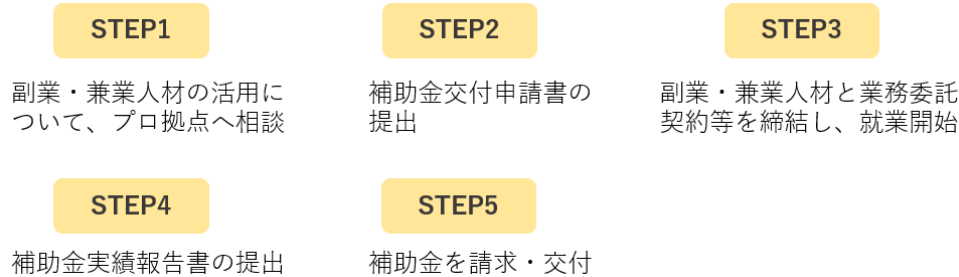 STEP1
副業・兼業人材の活用に
ついて、プロ拠点へ相談
STEP2
補助金交付申請書の
提出
STEP3
副業・兼業人材と業務委託
契約等を締結し、就業開始
STEP4
補助金実績報告書の提出
STEP5
補助金を請求・交付